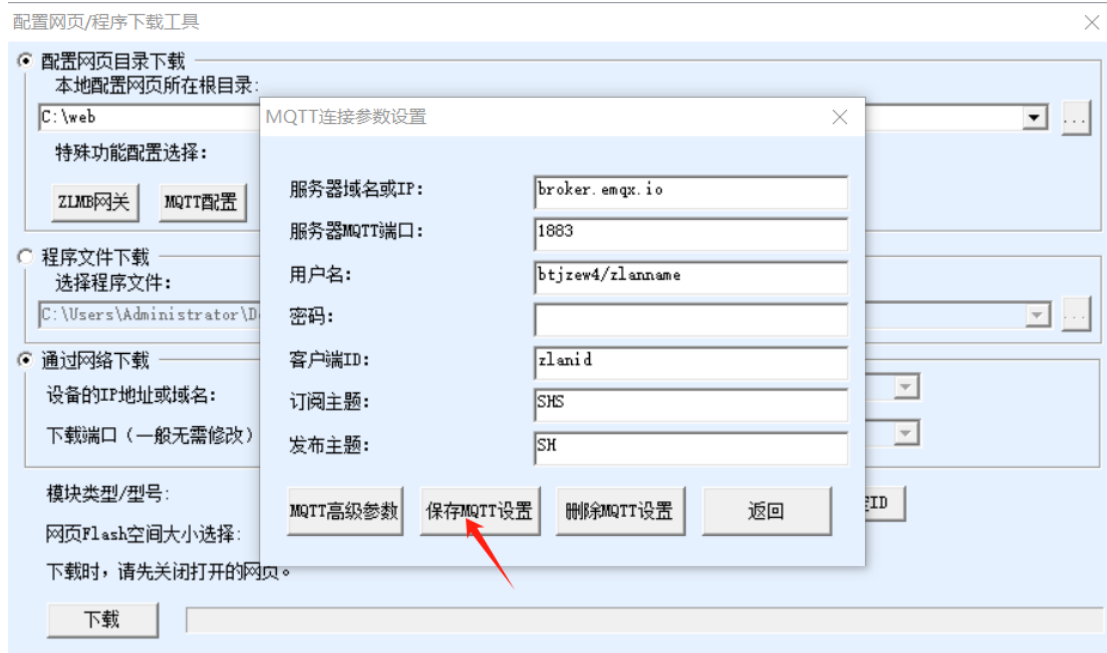 配置网页/程序下载工具
配置网页目录下载
本地配置网页所在根目录:
C:\web
...
特殊功能配置选择:
ZLMB网关
MQTT配置
程序文件下载
选择程序文件:
C:\Users\Administrator\D
...
通过网络下载
设备的IP地址或域名:
下载端口（一般无需修改）
模块类型/型号:
ID
网页Flash空间大小选择:
下载时，请先关闭打开的网页。
下载
MQTT连接参数设置
服务器域名或IP:
broker.emqx.io
服务器MQTT端口:
1883
用户名:
btjzew4/zlanname
密码:
客户端ID:
zlanid
订阅主题:
SHS
发布主题:
SH
MQTT高级参数
保存MQTT设置
删除MQTT设置
返回